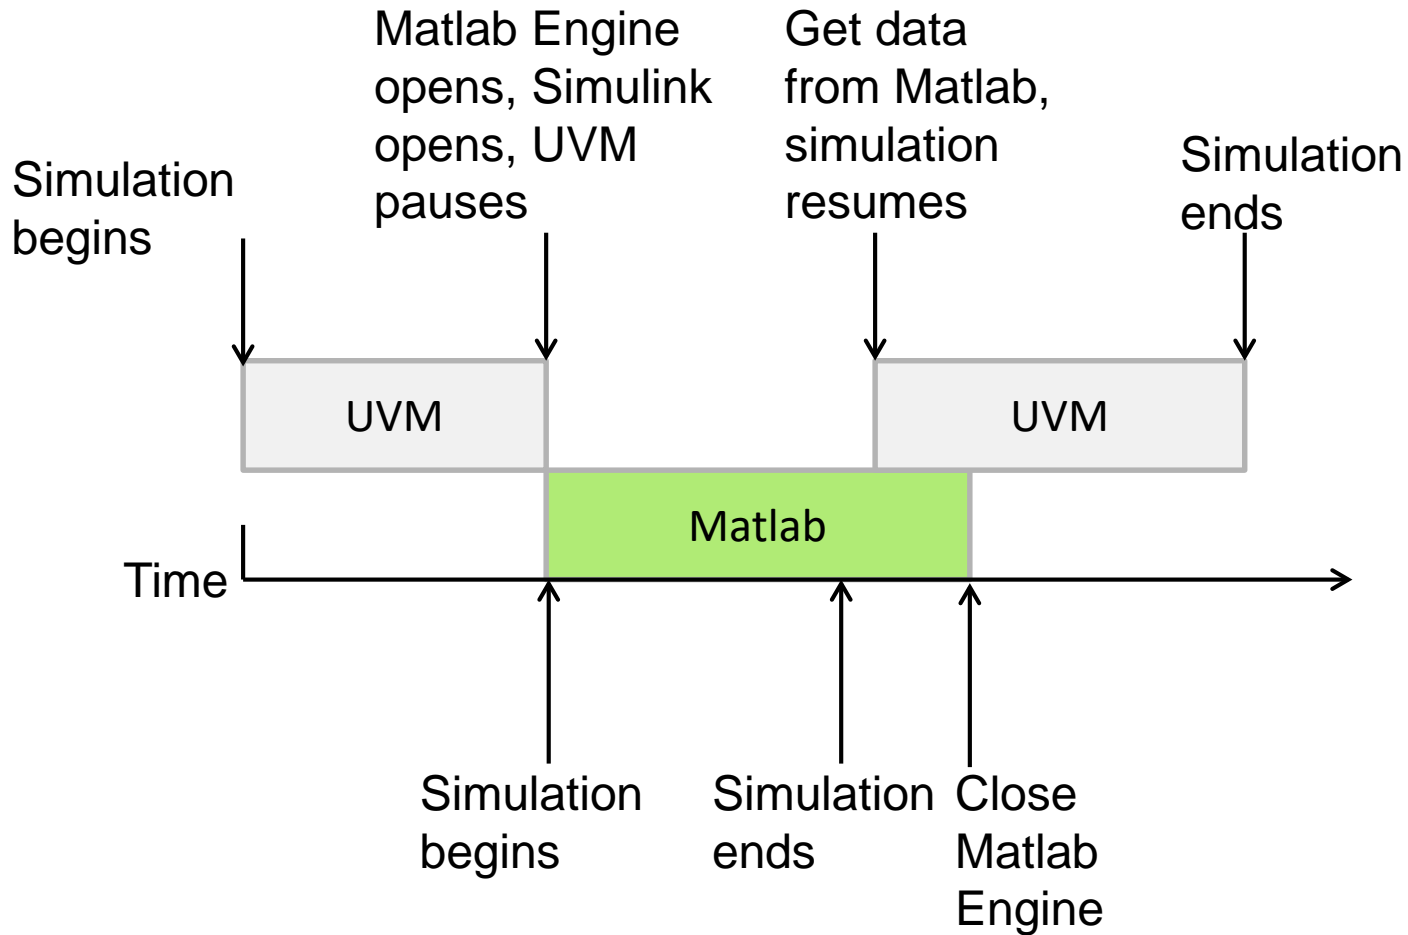 Matlab Engine
opens, Simulink
opens, UVM
pauses
Get data
from Matlab,
simulation
resumes
Simulation
ends
Simulation
begins
UVM
UVM
Matlab
Time
Simulation
begins
Simulation
ends
Close
Matlab
Engine